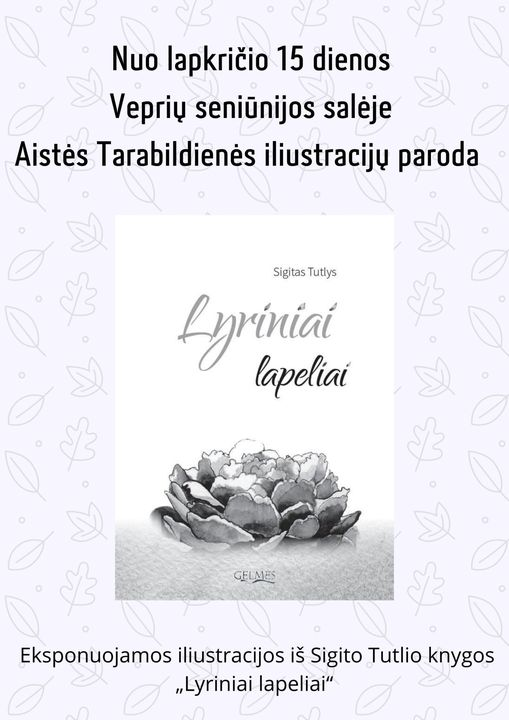 Nuo lapkričio 15 dienos
Veprių seniūnijos salėje
Aistės Tarabildienės iliustracijų paroda
Sigitas Tutlys
Lyriniai
lapeliai
GELMĖS
Eksponuojamos iliustracijos iš Sigito Tutlio knygos
„Lyriniai lapeliai“